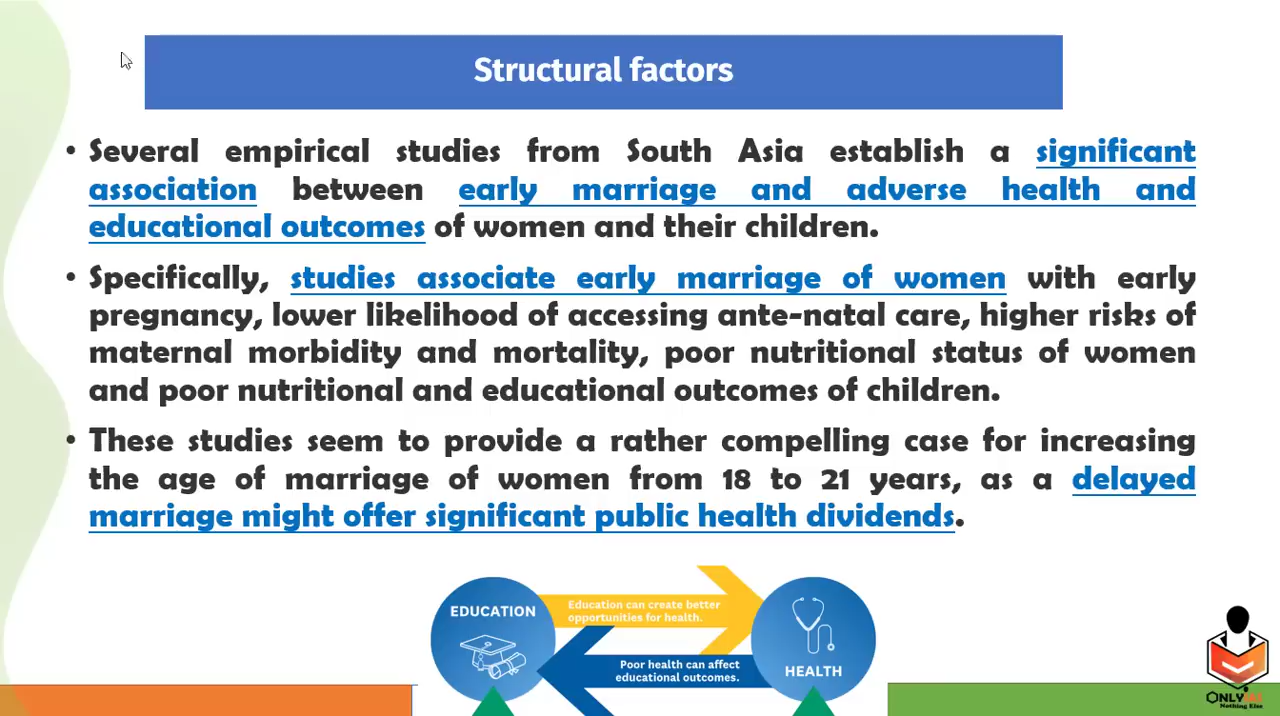 Structural factors
• Several empirical studies from South Asia establish a significant
association between early marriage and adverse health and
educational outcomes of women and their children.
• Specifically, studies associate early marriage of women with early
pregnancy, lower likelihood of accessing ante-natal care, higher risks of
maternal morbidity and mortality, poor nutritional status of women
and poor nutritional and educational outcomes of children.
• These studies seem to provide a rather compelling case for increasing
the age of marriage of women from 18 to 21 years, as a delayed
marriage might offer significant public health dividends.
EDUCATION
Education can create better
opportunities for health.
Poor health can affect
educational outcomes.
HEALTH
Nothing Else